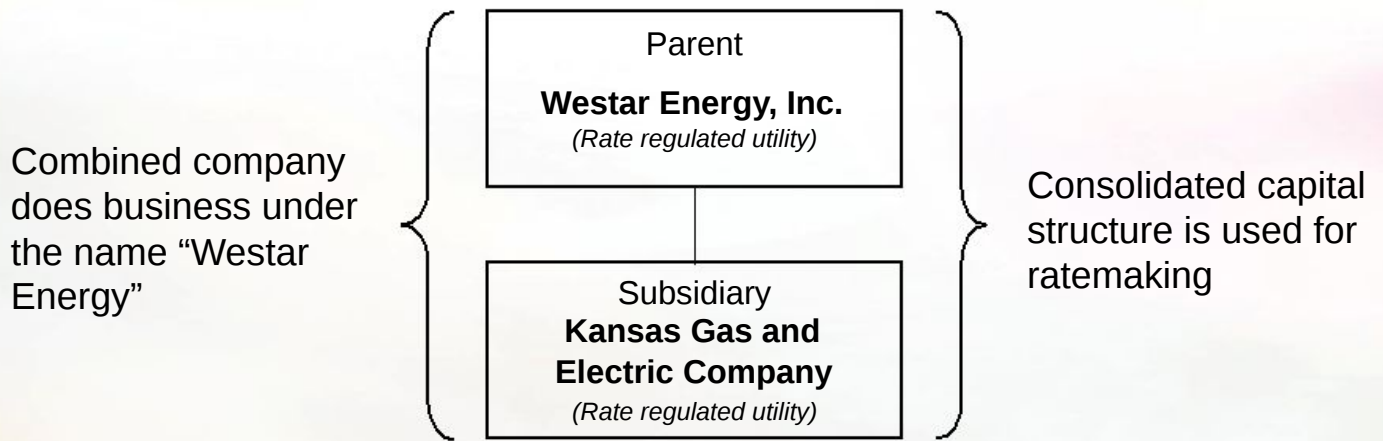 Combined company
does business under
the name “Westar
Energy”
Parent
Westar Energy, Inc.
(Rate regulated utility)
Subsidiary
Kansas Gas and
Electric Company
(Rate regulated utility)
Consolidated capital
structure is used for
ratemaking